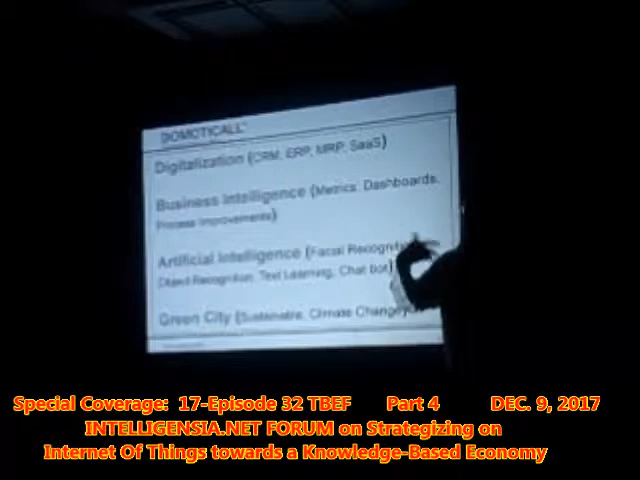 DOMOTICALL
Digitalization (CRM, ERP, MRP, SaaS)
Business Intelligence (Metrics, Dashboards,
Process Improvements)
Artificial Intelligence (Facial
Object Recognition, Text Learning, Chat bot)
Green City (Sustainable, Climate
Special Coverage: 17-Episode 32 TBEF Part 4 DEC. 9, 2017
INTELLIGENSIA.NET FORUM on Strategizing on
Internet Of Things towards a Knowledge-Based Economy